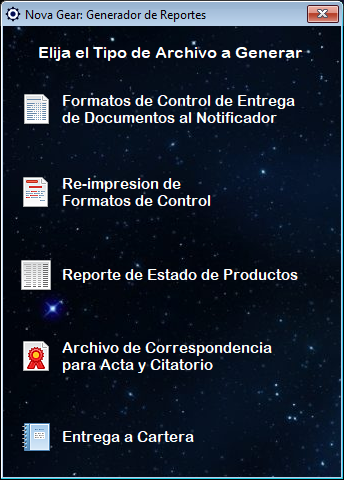 Nova Gear: Generador de Reportes
Elija el Tipo de Archivo a Generar
Formatos de Control de Entrega
de Documentos al Notificador
Re-impresion de
Formatos de Control
Reporte de Estado de Productos
Archivo de Correspondencia
para Acta y Citatorio
Entrega a Cartera